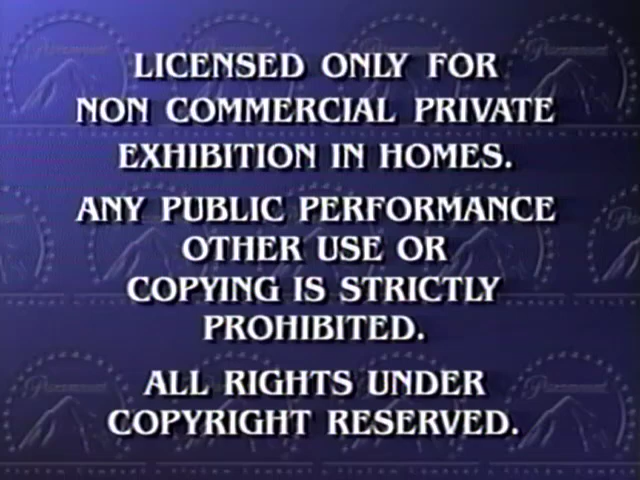 LICENSED ONLY FOR
NON COMMERCIAL PRIVATE
EXHIBITION IN HOMES.
ANY PUBLIC PERFORMANCE
OTHER USE OR
COPYING IS STRICTLY
PROHIBITED.
ALL RIGHTS UNDER
COPYRIGHT RESERVED.